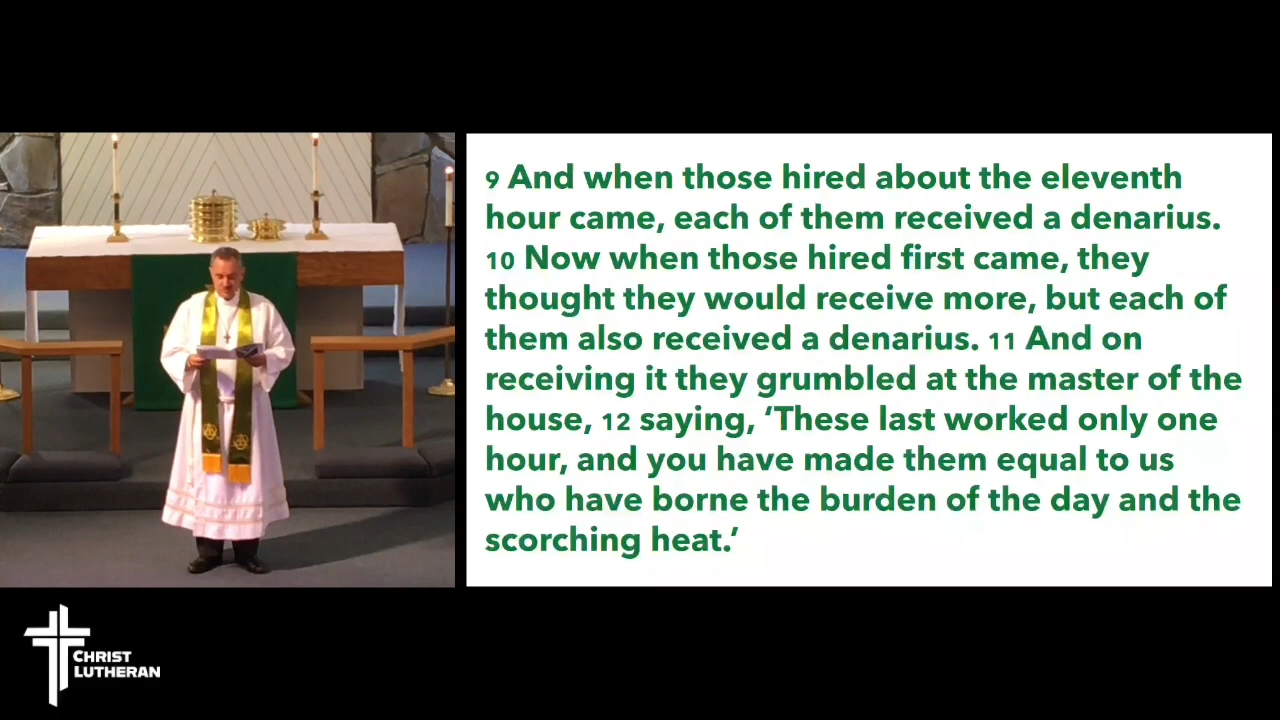 9 And when those hired about the eleventh
hour came, each of them received a denarius.
10 Now when those hired first came, they
thought they would receive more, but each of
them also received a denarius. 11 And on
receiving it they grumbled at the master of the
house, 12 saying, ‘These last worked only one
hour, and you have made them equal to us
who have borne the burden of the day and the
scorching heat.’
CHRIST
LUTHERAN